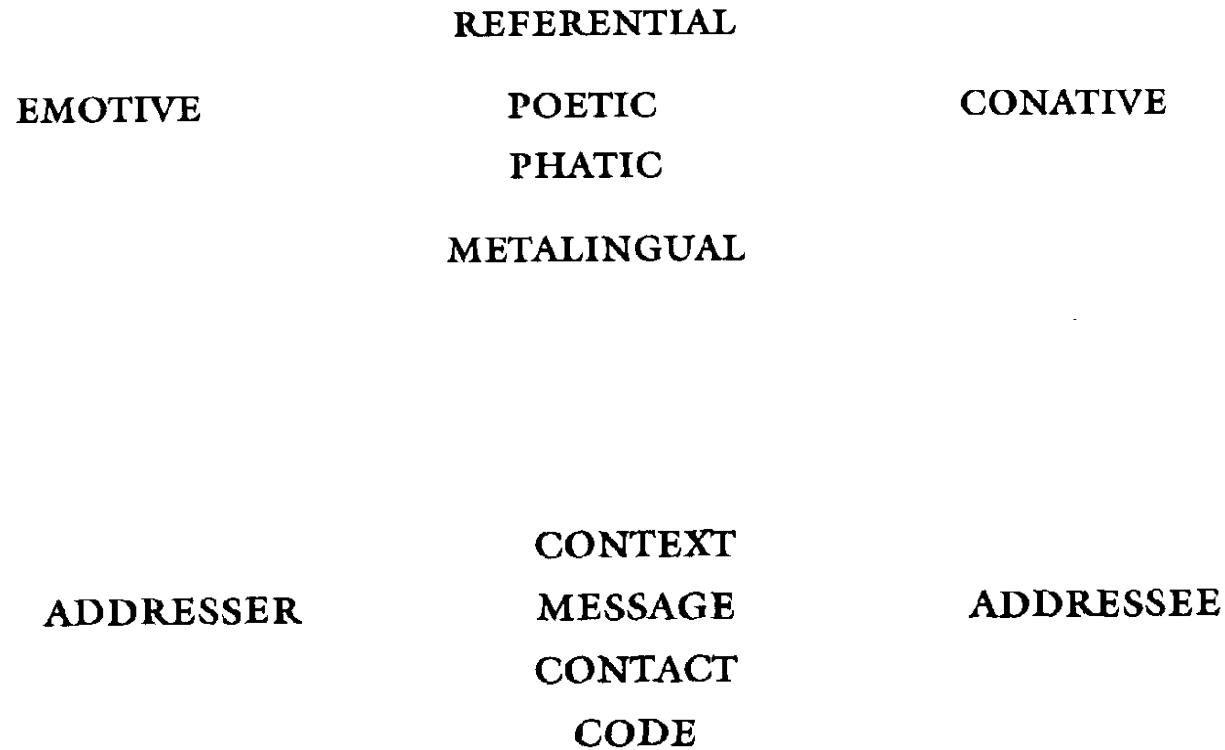 REFERENTIAL
EMOTIVE POETIC CONATIVE
PHATIC
METALINGUAL
CONTEXT
ADDRESSER MESSAGE ADDRESSEE
CONTACT
CODE